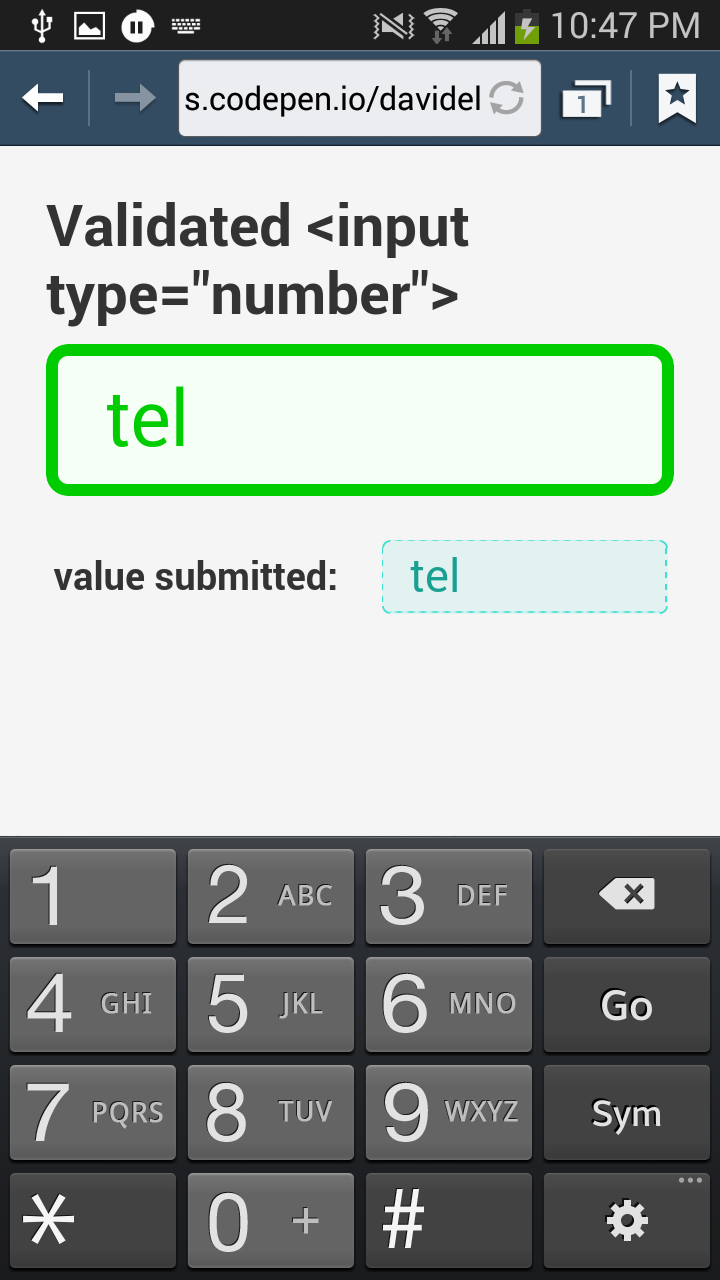 10:47 PM
s.codepen.io/davidel
1
Validated <input
type="number">
tel
value submitted:
tel
1
2 ABC
3 DEF
4 GHI
5 JKL
6 MNO
Go
7 PQRS
8 TUV
9 WXYZ
Sym
*
0 +
#